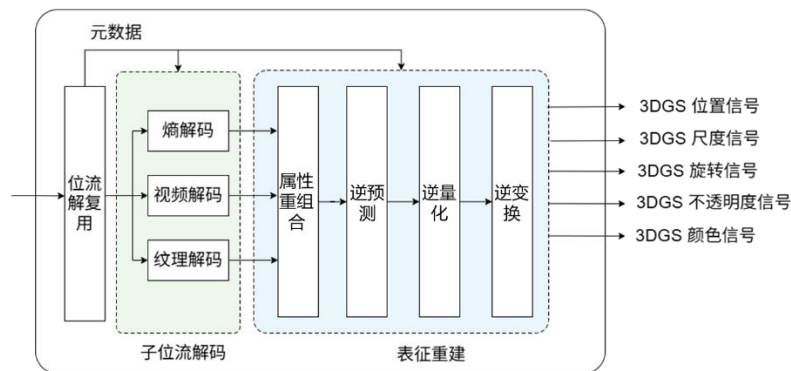 元数据
位流
解复
用
熵解码
视频解码
纹理解码
子位流解码
属性
重组
合
逆预
测
逆量
化
逆变
换
表征重建
3DGS 位置信号
3DGS 尺度信号
3DGS 旋转信号
3DGS 不透明度信号
3DGS 颜色信号